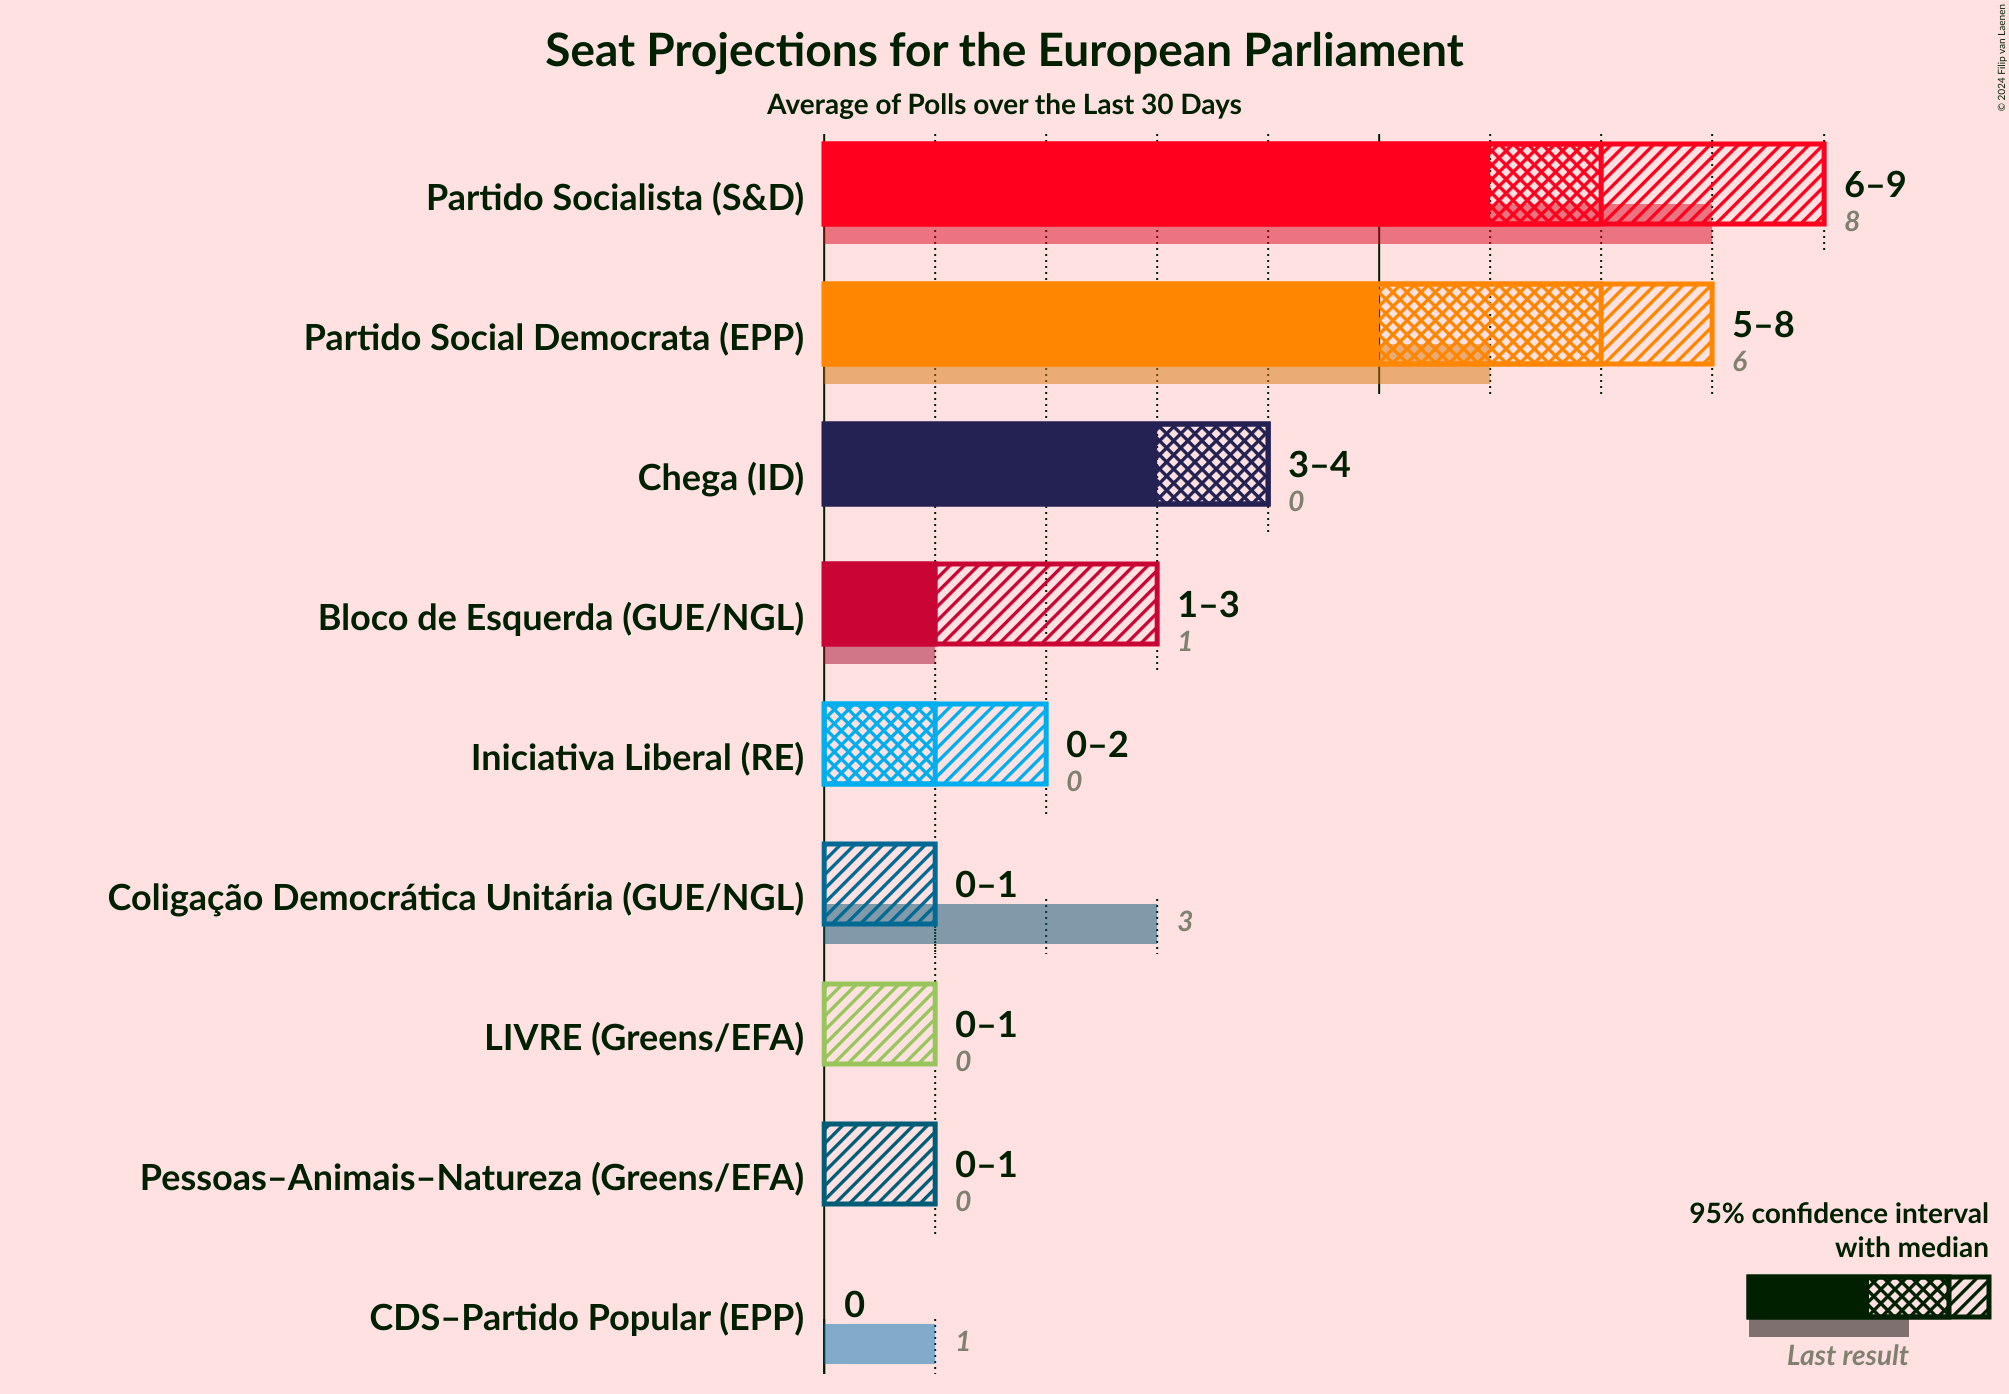 Seat Projections for the European Parliament
Average of Polls over the Last 30 Days
© 2024 Filip van Laenen
Partido Socialista (S&D)
6–9
8
Partido Social Democrata (EPP)
5–8
6
Chega (ID)
3–4
0
Bloco de Esquerda (GUE/NGL)
1–3
1
Iniciativa Liberal (RE)
0–2
0
Coligação Democrática Unitária (GUE/NGL)
0–1
3
LIVRE (Greens/EFA)
0–1
0
Pessoas–Animais–Natureza (Greens/EFA)
0–1
0
CDS–Partido Popular (EPP)
0
1
95% confidence interval
with median
Last result